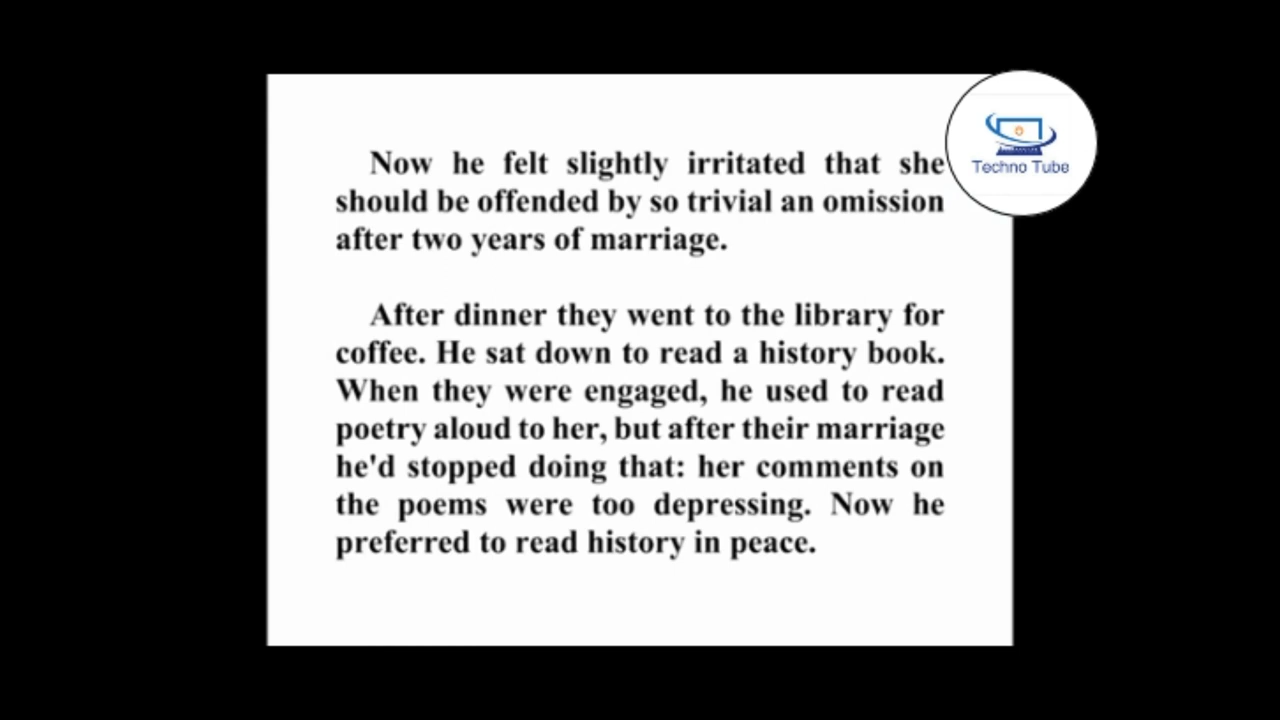 Now he felt slightly irritated that she
should be offended by so trivial an omission
after two years of marriage.
After dinner they went to the library for
coffee. He sat down to read a history book.
When they were engaged, he used to read
poetry aloud to her, but after their marriage
he'd stopped doing that: her comments on
the poems were too depressing. Now he
preferred to read history in peace.
Techno Tube